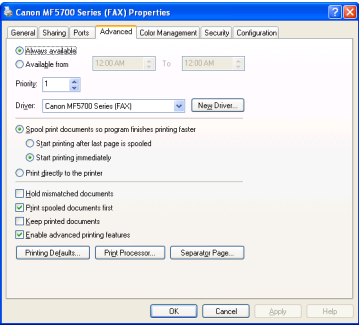 Canon MF5700 Series (FAX) Properties
General Sharing Ports Advanced Color Management Security Configuration
Always available
Available from 12:00 AM To 12:00 AM
Priority: 1
Driver: Canon MF5700 Series (FAX) New Driver...
Spool print documents so program finishes printing faster
Start printing after last page is spooled
Start printing immediately
Print directly to the printer
Hold mismatched documents
Print spooled documents first
Keep printed documents
Enable advanced printing features
Printing Defaults... Print Processor... Separator Page...
OK Cancel Apply Help